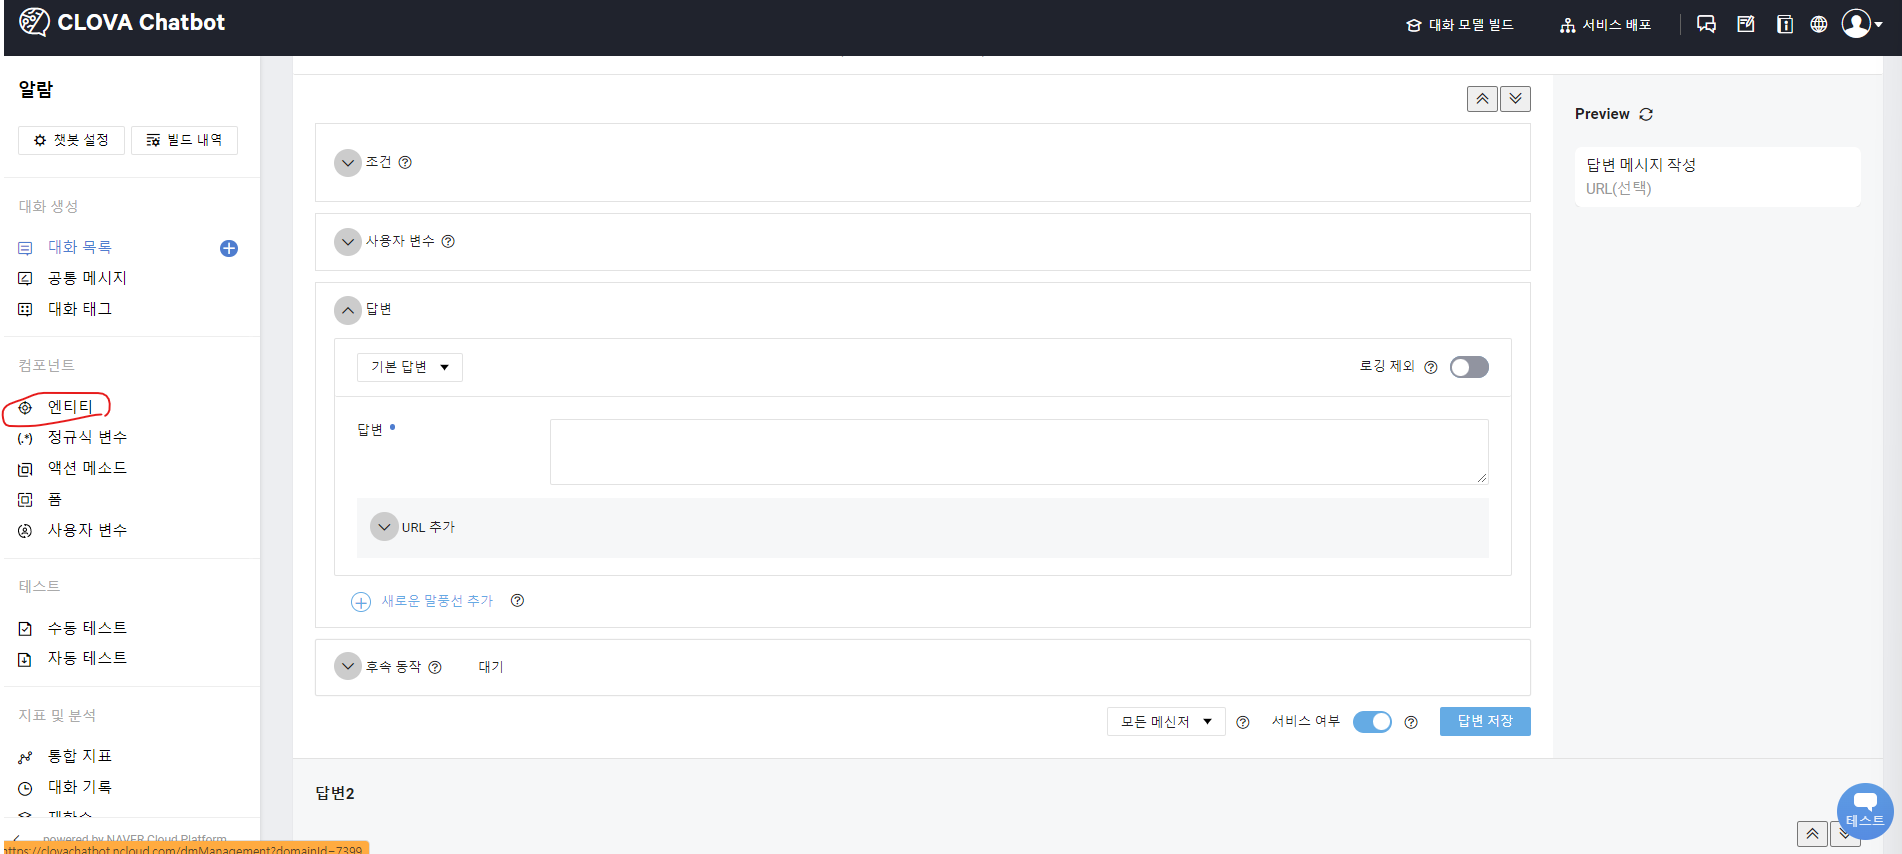 CLOVA Chatbot
대화 모델 빌드
서비스 배포
알람
챗봇 설정
빌드 내역
대화 생성
대화 목록
공통 메시지
대화 태그
컴포넌트
엔티티
(.*) 정규식 변수
액션 메소드
폼
사용자 변수
테스트
수동 테스트
자동 테스트
지표 및 분석
통합 지표
대화 기록
powered by NAVER Cloud Platform
https://clovachatbot.ncloud.com/dmManagement?domainId=7399
조건
사용자 변수
답변
기본 답변
로깅 제외
답변
URL 추가
새로운 말풍선 추가
후속 동작
대기
모든 메신저
서비스 여부
답변 저장
답변2
Preview
답변 메시지 작성
URL(선택)
테스트